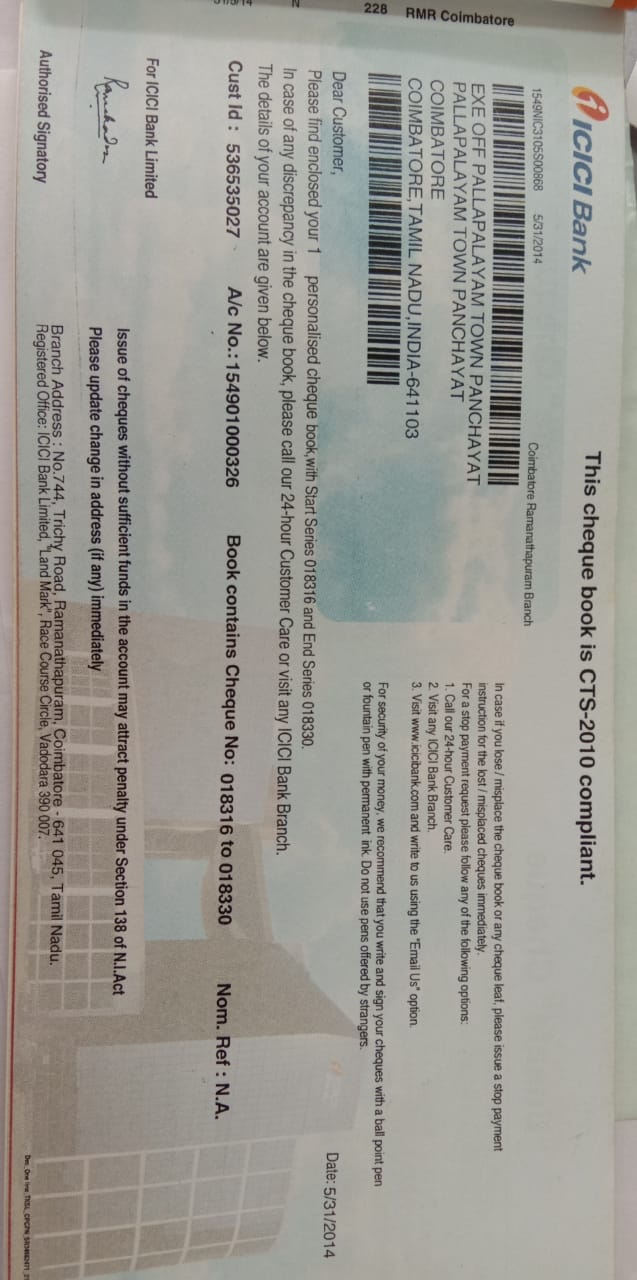 228 RMR Coimbatore
ICICI Bank
This cheque book is CTS-2010 compliant.
1549NIC3105S00868 5/31/2014 Coimbatore Ramanathapuram Branch
EXE OFF PALLAPALAYAM TOWN PANCHAYAT
PALLAPALAYAM TOWN PANCHAYAT
COIMBATORE
COIMBATORE,TAMIL NADU,INDIA-641103
In case if you lose / misplace the cheque book or any cheque leaf, please issue a stop payment
instruction for the lost / misplaced cheques immediately.
For a stop payment request please follow any of the following options:
1. Call our 24-hour Customer Care.
2. Visit any ICICI Bank Branch.
3. Visit www.icicibank.com and write to us using the "Email Us" option.
For security of your money, we recommend that you write and sign your cheques with a ball point pen
or fountain pen with permanent ink. Do not use pens offered by strangers.
Date: 5/31/2014
Dear Customer,
Please find enclosed your 1 personalised cheque book,with Start Series 018316 and End Series 018330.
In case of any discrepancy in the cheque book, please call our 24-hour Customer Care or visit any ICICI Bank Branch.
The details of your account are given below.
Cust Id : 536535027 A/c No.:154901000326 Book contains Cheque No: 018316 to 018330 Nom. Ref : N.A.
For ICICI Bank Limited
Issue of cheques without sufficient funds in the account may attract penalty under Section 138 of N.I.Act
Please update change in address (if any) immediately
Authorised Signatory
Branch Address : No.744, Trichy Road, Ramanathapuram, Coimbatore - 641 045, Tamil Nadu.
Registered Office: ICICI Bank Limited, "Land Mark", Race Course Circle, Vadodara 390 007.